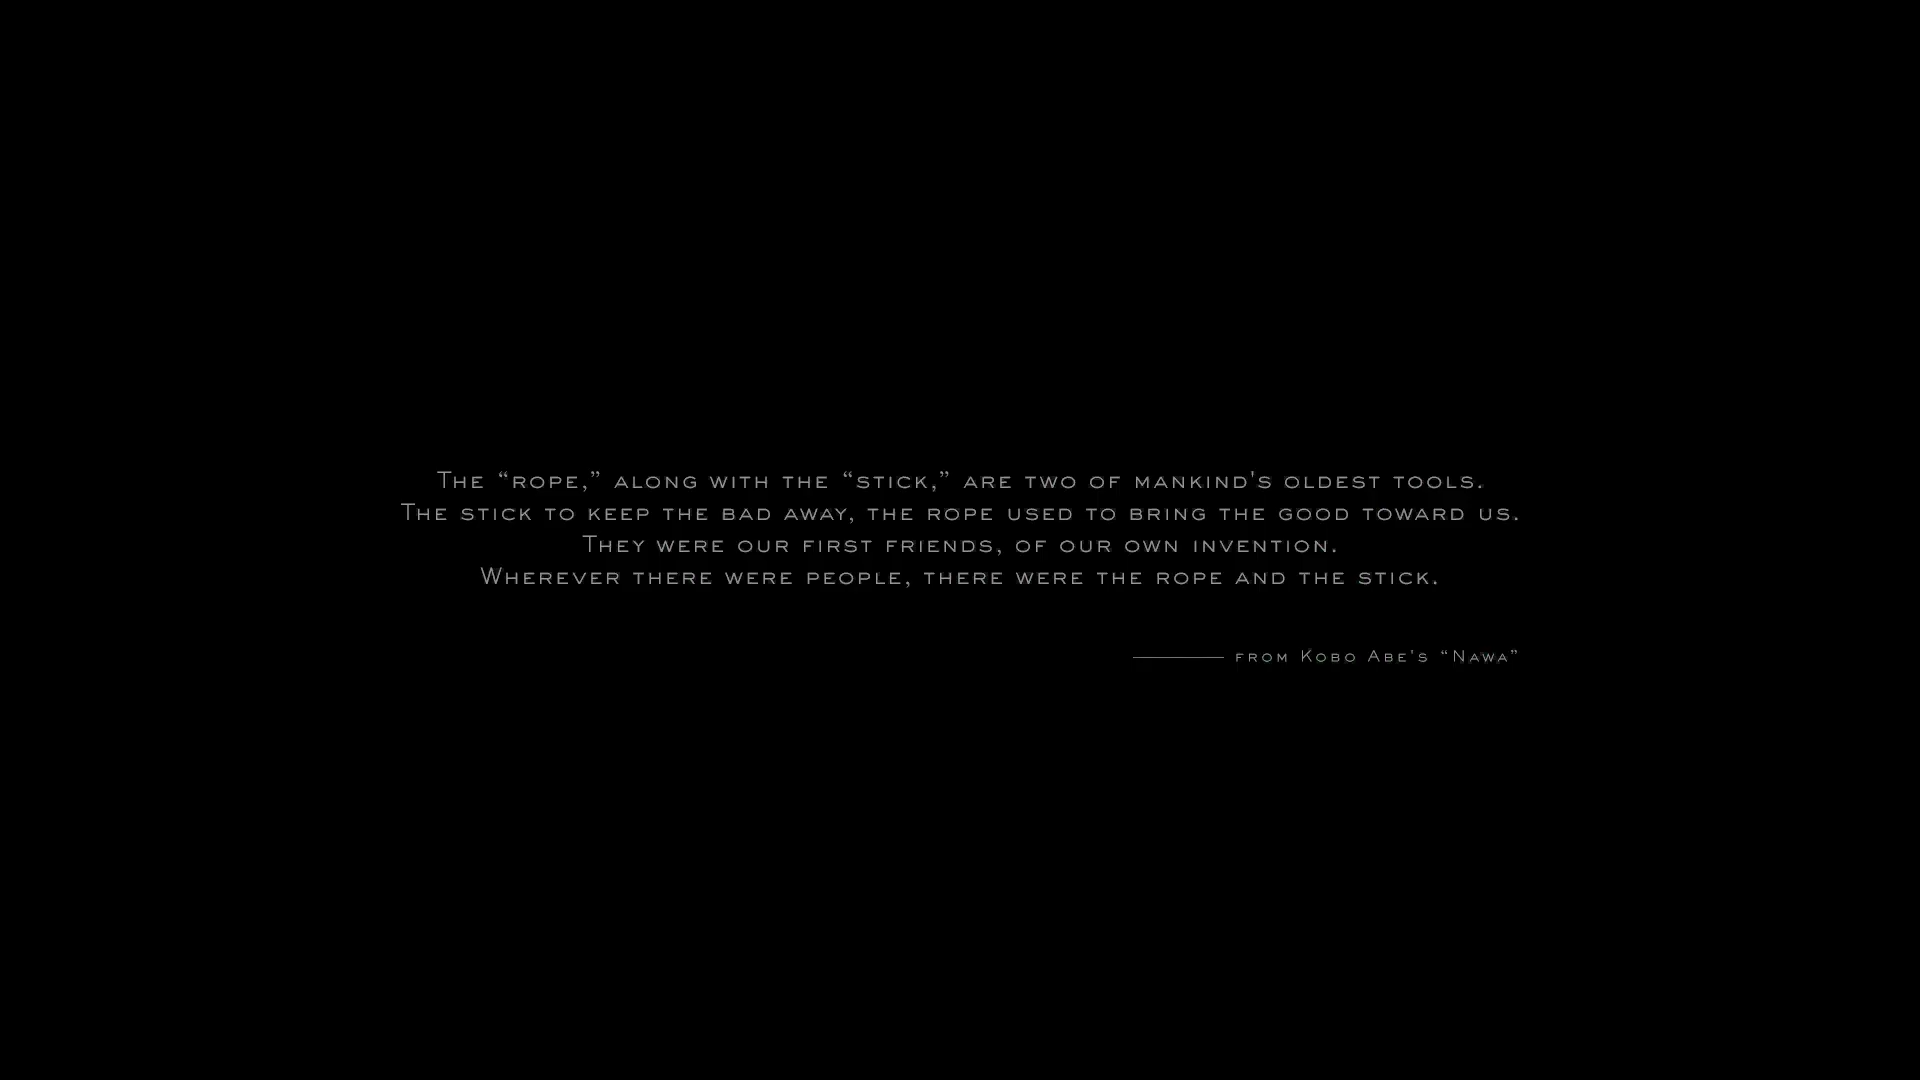 The “rope,” along with the “stick,” are two of mankind's oldest tools.
The stick to keep the bad away, the rope used to bring the good toward us.
They were our first friends, of our own invention.
Wherever there were people, there were the rope and the stick.
——— from Kobo Abe's “Nawa”